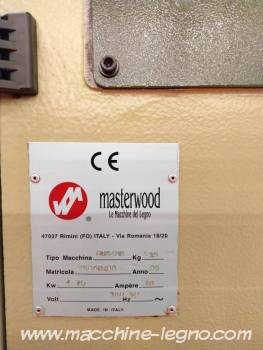 CE
masterwood
Le Macchine del Legno
®
47037 Rimini (FO) ITALY - Via Romania 18/20
Tipo Macchina Kg
Matricola Anno
Kw Ampère
Volt Hz ~
MADE IN ITALY
www.macchine-legno.com